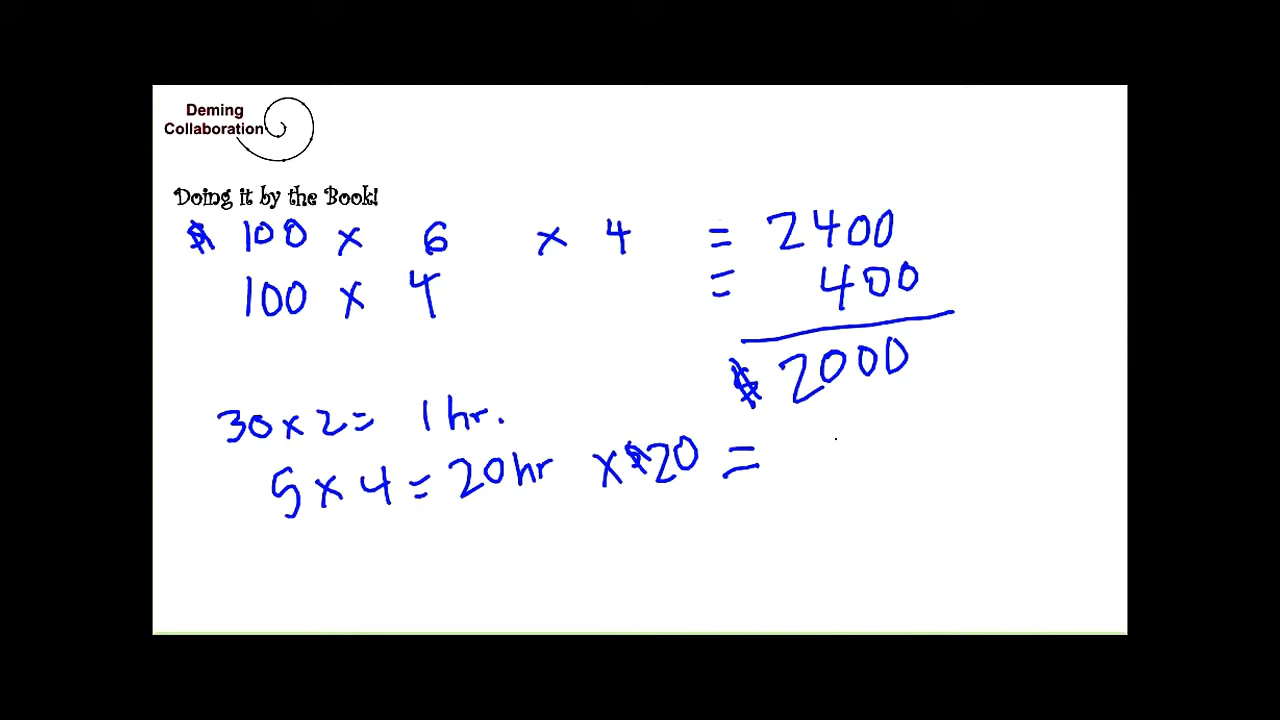 Deming
Collaboration
Doing it by the Book!
$ 100 x 6 x 4 = 2400
100 x 4 = 400
$ 2000
30 x 2 = 1 hr.
5 x 4 = 20 hr x $20 =